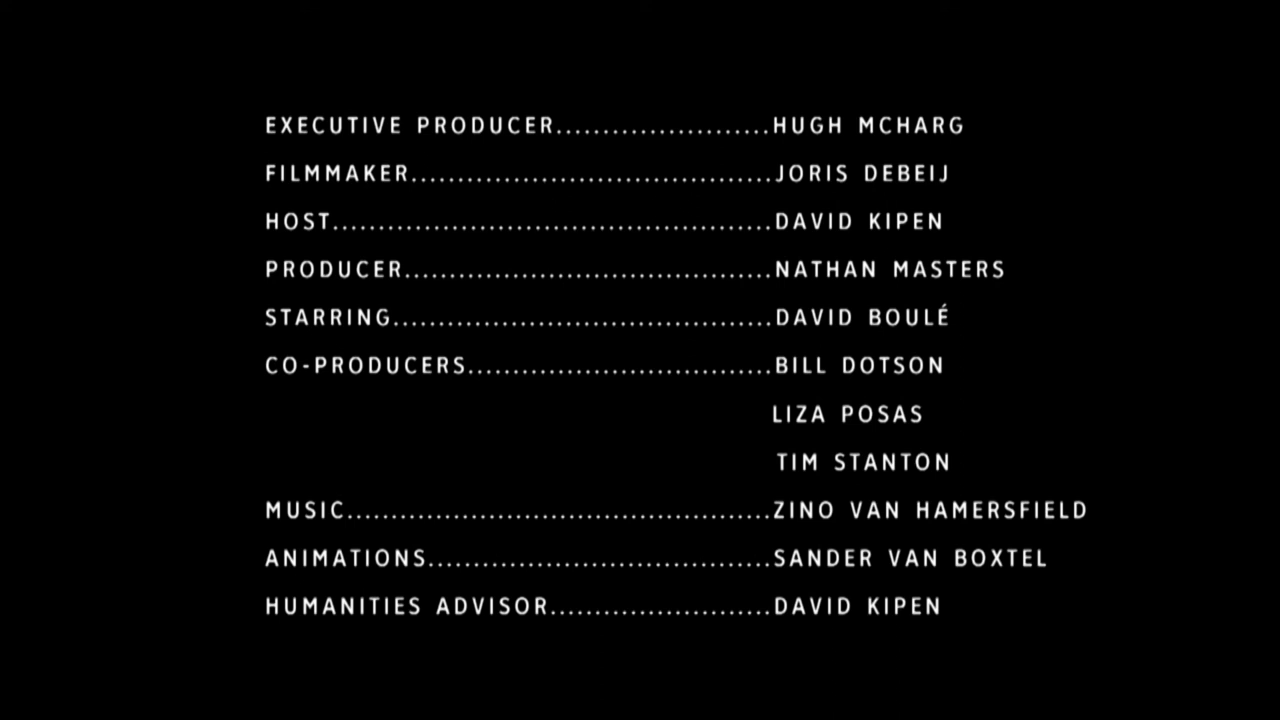 EXECUTIVE PRODUCER.......................HUGH MCHARG
FILMMAKER.......................................JORIS DEBEIJ
HOST...............................................DAVID KIPEN
PRODUCER........................................NATHAN MASTERS
STARRING.........................................DAVID BOULÉ
CO-PRODUCERS.................................BILL DOTSON
LIZA POSAS
TIM STANTON
MUSIC..............................................ZINO VAN HAMERSFIELD
ANIMATIONS.....................................SANDER VAN BOXTEL
HUMANITIES ADVISOR........................DAVID KIPEN